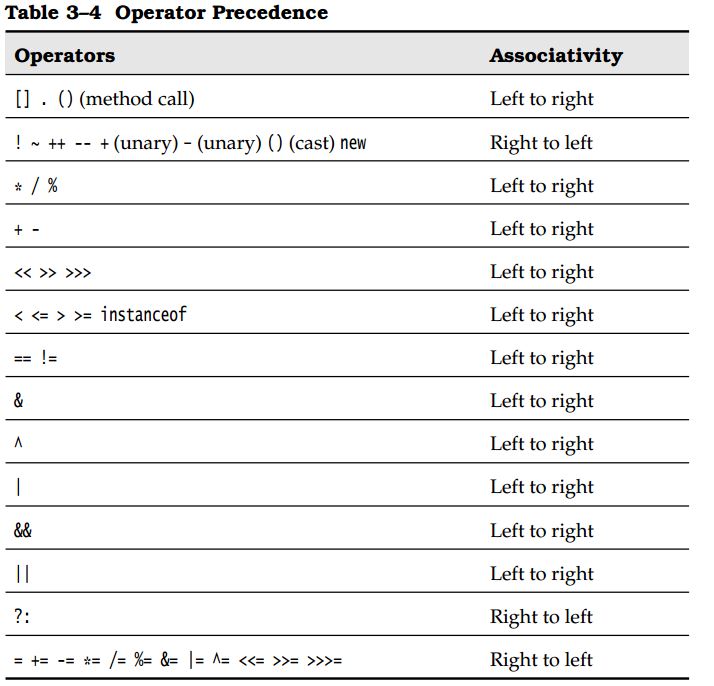 Table 3–4 Operator Precedence
Operators Associativity
[] . () (method call) Left to right
! ~ ++ -- + (unary) – (unary) () (cast) new Right to left
* / % Left to right
+ - Left to right
<< >> >>> Left to right
< <= > >= instanceof Left to right
== != Left to right
& Left to right
^ Left to right
| Left to right
&& Left to right
|| Left to right
?: Right to left
= += -= *= /= %= &= |= ^= <<= >>= >>>= Right to left